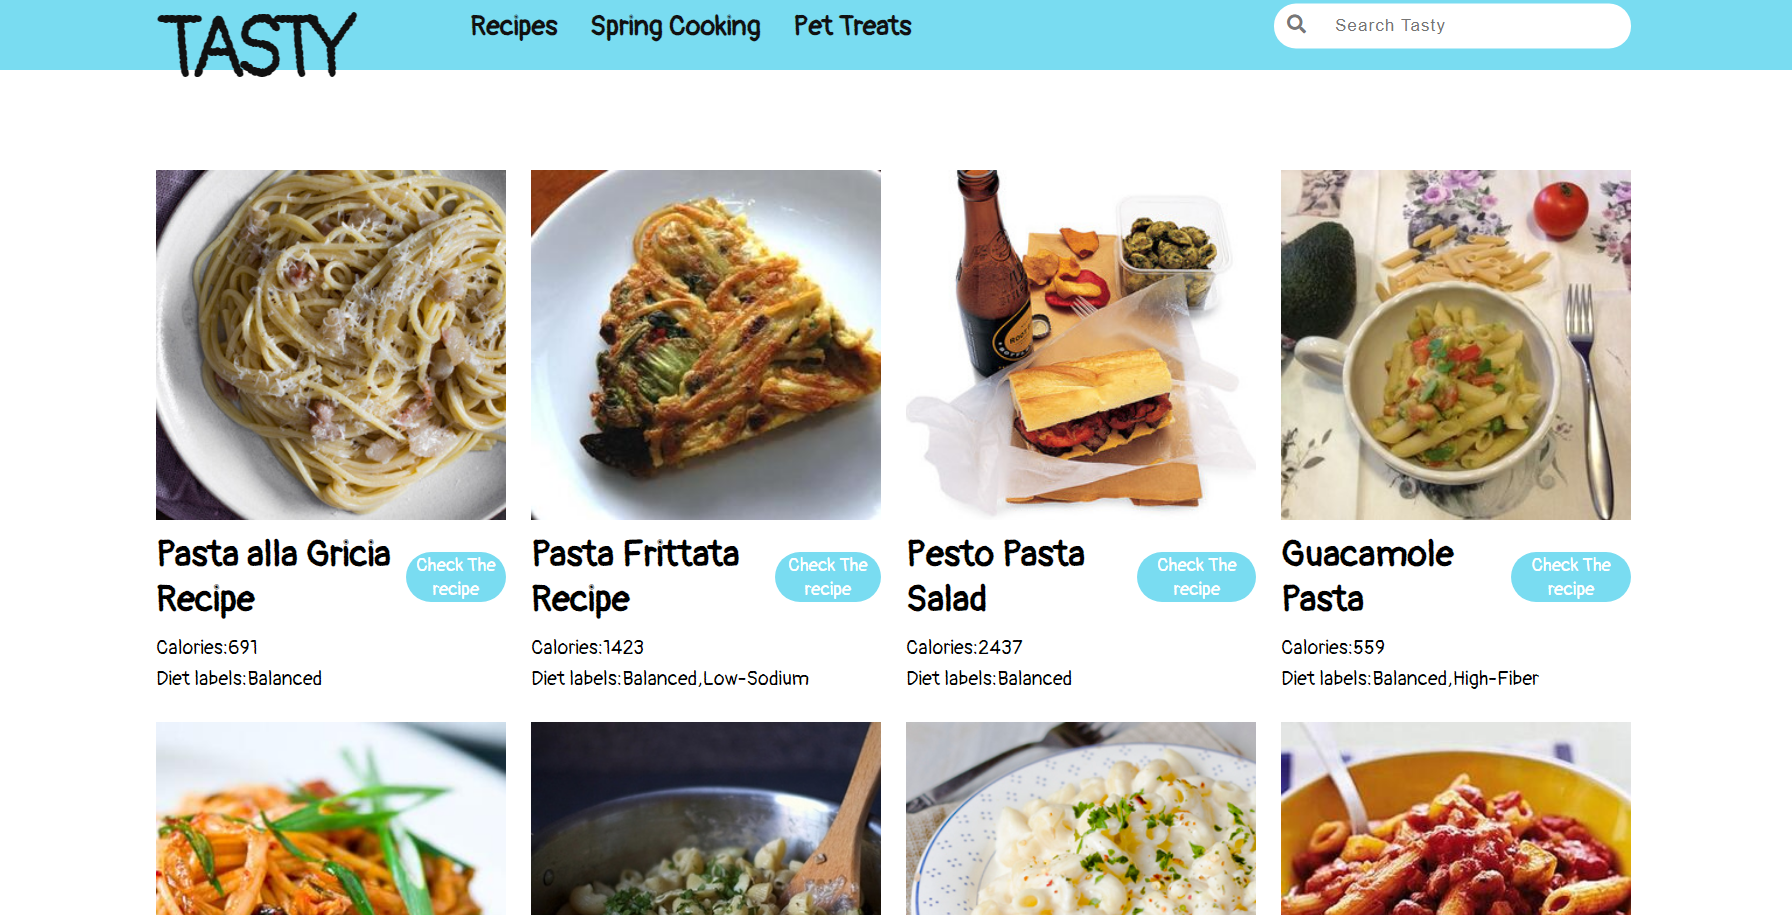 TASTY
Recipes
Spring Cooking
Pet Treats
Search Tasty
Pasta alla Gricia
Recipe
Check The
recipe
Calories:691
Diet labels:Balanced
Pasta Frittata
Recipe
Check The
recipe
Calories:1423
Diet labels:Balanced,Low-Sodium
Pesto Pasta
Salad
Check The
recipe
Calories:2437
Diet labels:Balanced
Guacamole
Pasta
Check The
recipe
Calories:559
Diet labels:Balanced,High-Fiber